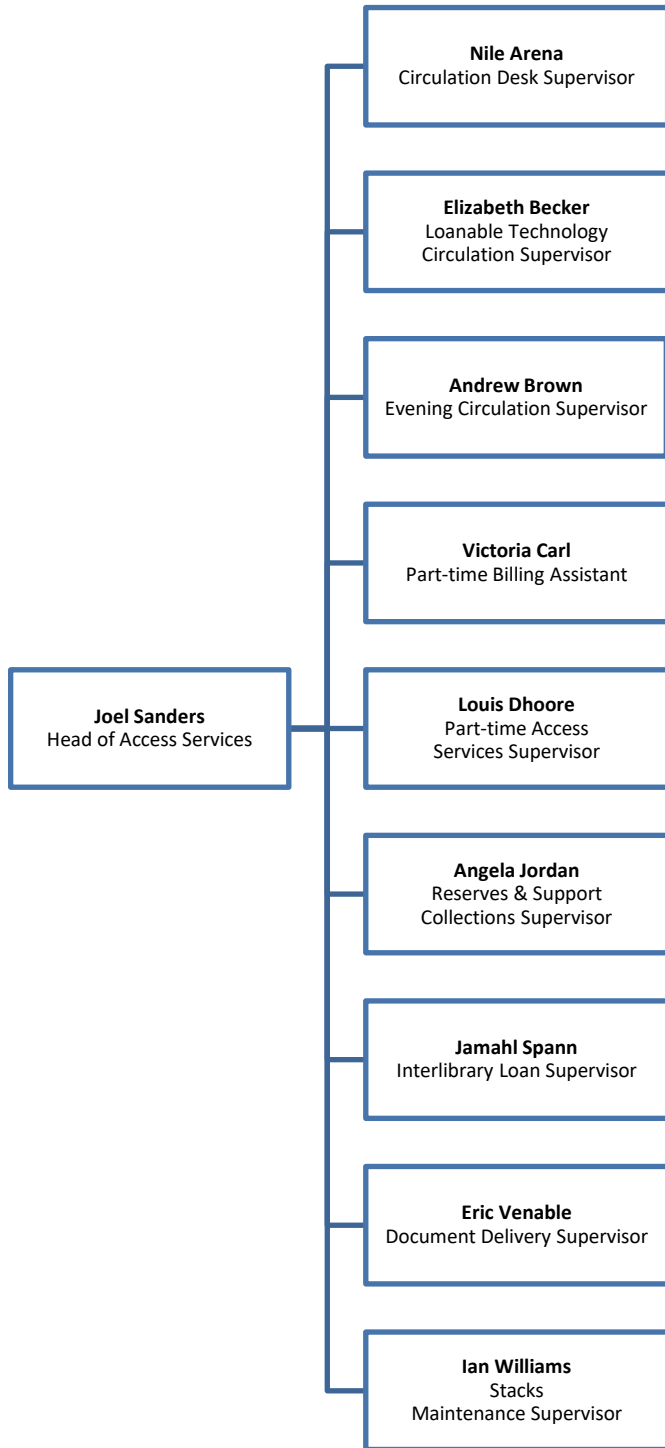 Nile Arena
Circulation Desk Supervisor
Elizabeth Becker
Loanable Technology
Circulation Supervisor
Andrew Brown
Evening Circulation Supervisor
Victoria Carl
Part-time Billing Assistant
Joel Sanders
Head of Access Services
Louis Dhoore
Part-time Access
Services Supervisor
Angela Jordan
Reserves & Support
Collections Supervisor
Jamahl Spann
Interlibrary Loan Supervisor
Eric Venable
Document Delivery Supervisor
Ian Williams
Stacks
Maintenance Supervisor